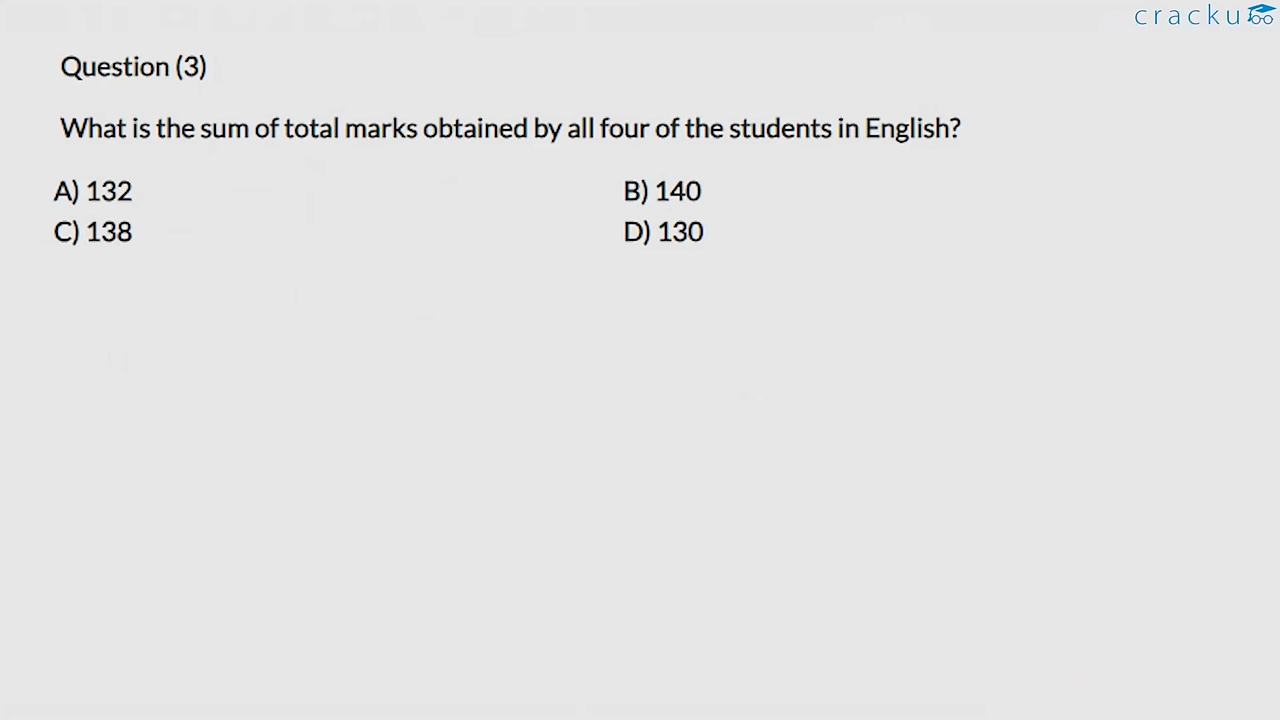 cracku
Question (3)
What is the sum of total marks obtained by all four of the students in English?
A) 132 B) 140
C) 138 D) 130